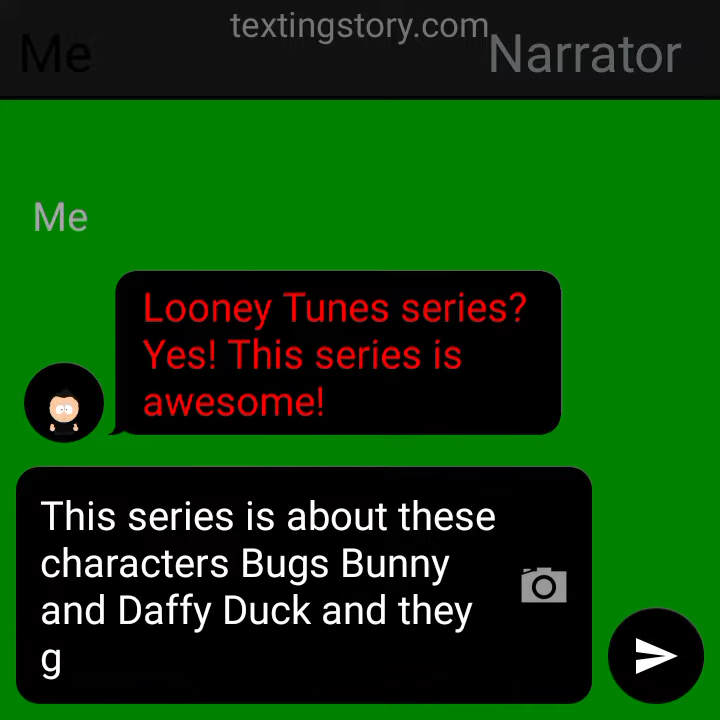 textingstory.com
Me
Narrator
Me
Looney Tunes series?
Yes! This series is
awesome!
This series is about these
characters Bugs Bunny
and Daffy Duck and they
g